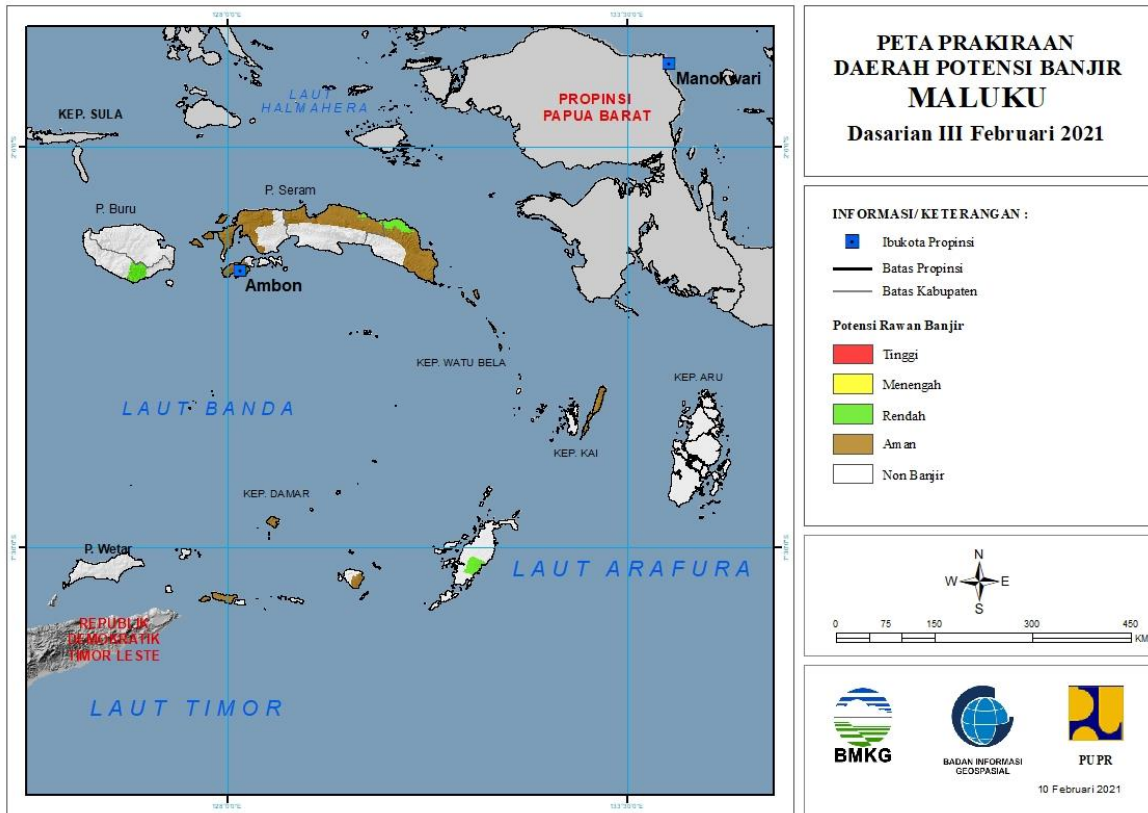 PETA PRAKIRAAN
DAERAH POTENSI BANJIR
MALUKU
Dasarian III Februari 2021
INFORMASI/ KETERANGAN :
Ibukota Propinsi
Batas Propinsi
Batas Kabupaten
Potensi Rawan Banjir
Tinggi
Menengah
Rendah
Aman
Non Banjir
N
W E
S
0 75 150 300 450
KM
BMKG
BADAN INFORMASI
GEOSPASIAL
PUPR
10 Februari 2021
Manokwari
LAUT
HALMAHERA
PROPINSI
PAPUA BARAT
KEP. SULA
P. Seram
P. Buru
Ambon
KEP. WATU BELA
KEP. ARU
LAUT BANDA
KEP. KAI
KEP. DAMAR
P. Wetar
LAUT ARAFURA
REPUBLIK
DEMOKRATIK
TIMOR LESTE
LAUT TIMOR